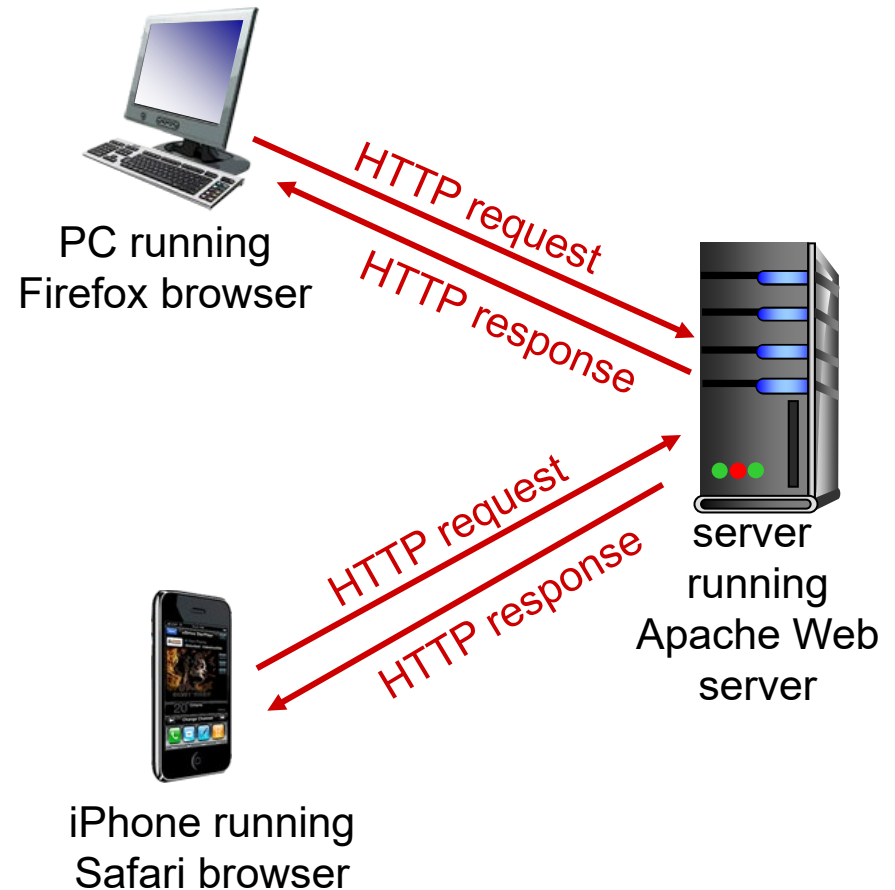 HTTP request
HTTP response
PC running
Firefox browser
HTTP request
HTTP response
server
running
Apache Web
server
iPhone running
Safari browser